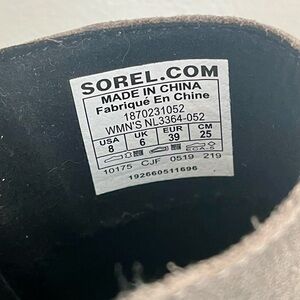 SOREL.COM
MADE IN CHINA
Fabriqué En Chine
1870231052
WMN'S NL3364-052
USA UK EUR CM
8 6 39 25
10175 CJF 0519 219
192660511696